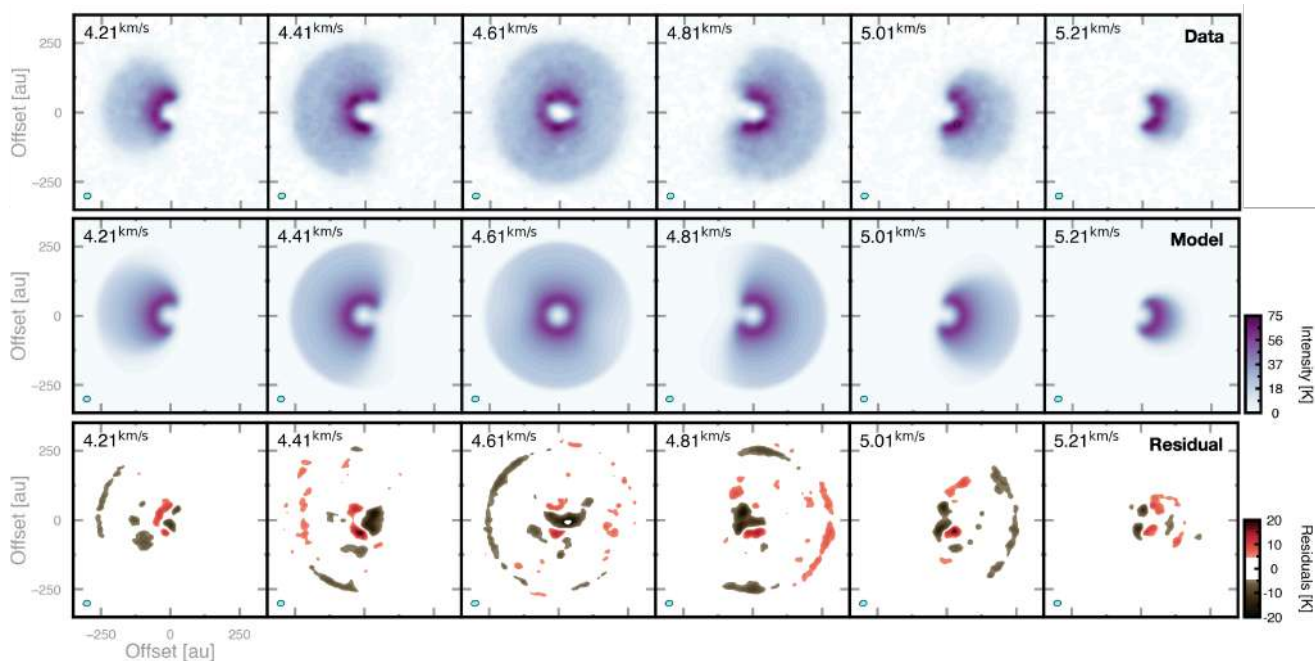 4.21km/s 4.41km/s 4.61km/s 4.81km/s 5.01km/s 5.21km/s Data
250
0
−250
Offset [au]
4.21km/s 4.41km/s 4.61km/s 4.81km/s 5.01km/s 5.21km/s Model
250
0
−250
Offset [au]
75
56
37
18
0
Intensity [K]
4.21km/s 4.41km/s 4.61km/s 4.81km/s 5.01km/s 5.21km/s Residual
250
0
−250
Offset [au]
20
10
0
-10
-20
Residuals [K]
−250 0 250
Offset [au]